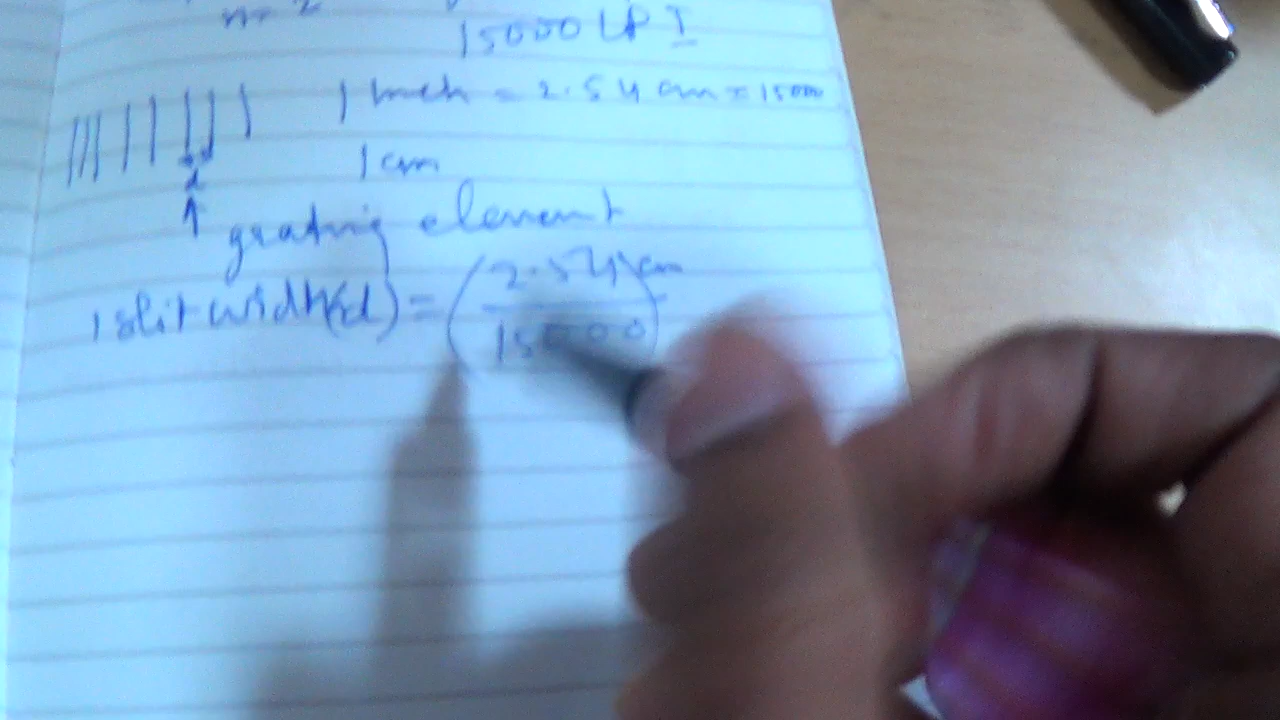 n = 2
15000 LPI
1 Inch = 2.54 cm = 15000
1 cm
d
grating element
1 slit width(d) = (2.54/15000) cm